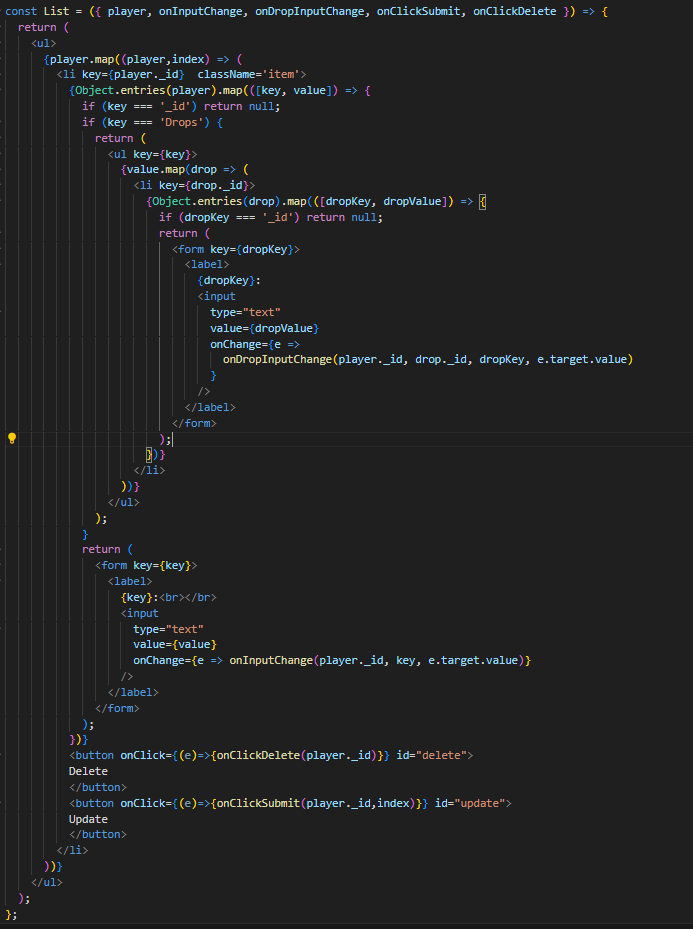 const List = ({ player, onInputChange, onDropInputChange, onClickSubmit, onClickDelete }) => {
  return (
    <ul>
      {player.map((player,index) => (
        <li key={player._id}  className='item'>
          {Object.entries(player).map(([key, value]) => {
            if (key === '_id') return null;
            if (key === 'Drops') {
              return (
                <ul key={key}>
                  {value.map(drop => (
                    <li key={drop._id}>
                      {Object.entries(drop).map(([dropKey, dropValue]) => {
                        if (dropKey === '_id') return null;
                        return (
                          <form key={dropKey}>
                            <label>
                              {dropKey}:
                              <input
                                type="text"
                                value={dropValue}
                                onChange={e =>
                                  onDropInputChange(player._id, drop._id, dropKey, e.target.value)
                                }
                              />
                            </label>
                          </form>
                        );
                      })}
                    </li>
                  ))}
                </ul>
              );
            }
            return (
              <form key={key}>
                <label>
                  {key}:<br></br>
                  <input
                    type="text"
                    value={value}
                    onChange={e => onInputChange(player._id, key, e.target.value)}
                  />
                </label>
              </form>
            );
          })}
          <button onClick={(e)=>{onClickDelete(player._id)}} id="delete">
          Delete
          </button>
          <button onClick={(e)=>{onClickSubmit(player._id,index)}} id="update">
          Update
          </button>
        </li>
      ))}
    </ul>
  );
};